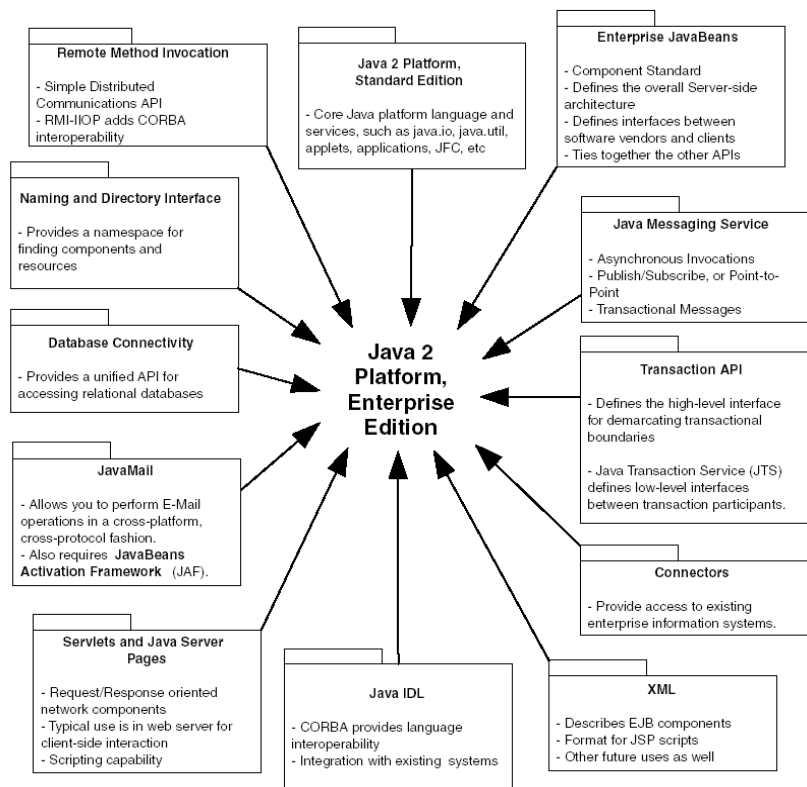 Remote Method Invocation
- Simple Distributed
Communications API
- RMI-IIOP adds CORBA
interoperability
Java 2 Platform,
Standard Edition
- Core Java platform language and
services, such as java.io, java.util,
applets, applications, JFC, etc
Enterprise JavaBeans
- Component Standard
- Defines the overall Server-side
architecture
- Defines interfaces between
software vendors and clients
- Ties together the other APIs
Naming and Directory Interface
- Provides a namespace for
finding components and
resources
Java Messaging Service
- Asynchronous Invocations
- Publish/Subscribe, or Point-to-
Point
- Transactional Messages
Database Connectivity
- Provides a unified API for
accessing relational databases
Java 2
Platform,
Enterprise
Edition
Transaction API
- Defines the high-level interface
for demarcating transactional
boundaries
- Java Transaction Service (JTS)
defines low-level interfaces
between transaction participants.
JavaMail
- Allows you to perform E-Mail
operations in a cross-platform,
cross-protocol fashion.
- Also requires JavaBeans
Activation Framework (JAF).
Connectors
- Provide access to existing
enterprise information systems.
Servlets and Java Server
Pages
- Request/Response oriented
network components
- Typical use is in web server for
client-side interaction
- Scripting capability
Java IDL
- CORBA provides language
interoperability
- Integration with existing systems
XML
- Describes EJB components
- Format for JSP scripts
- Other future uses as well